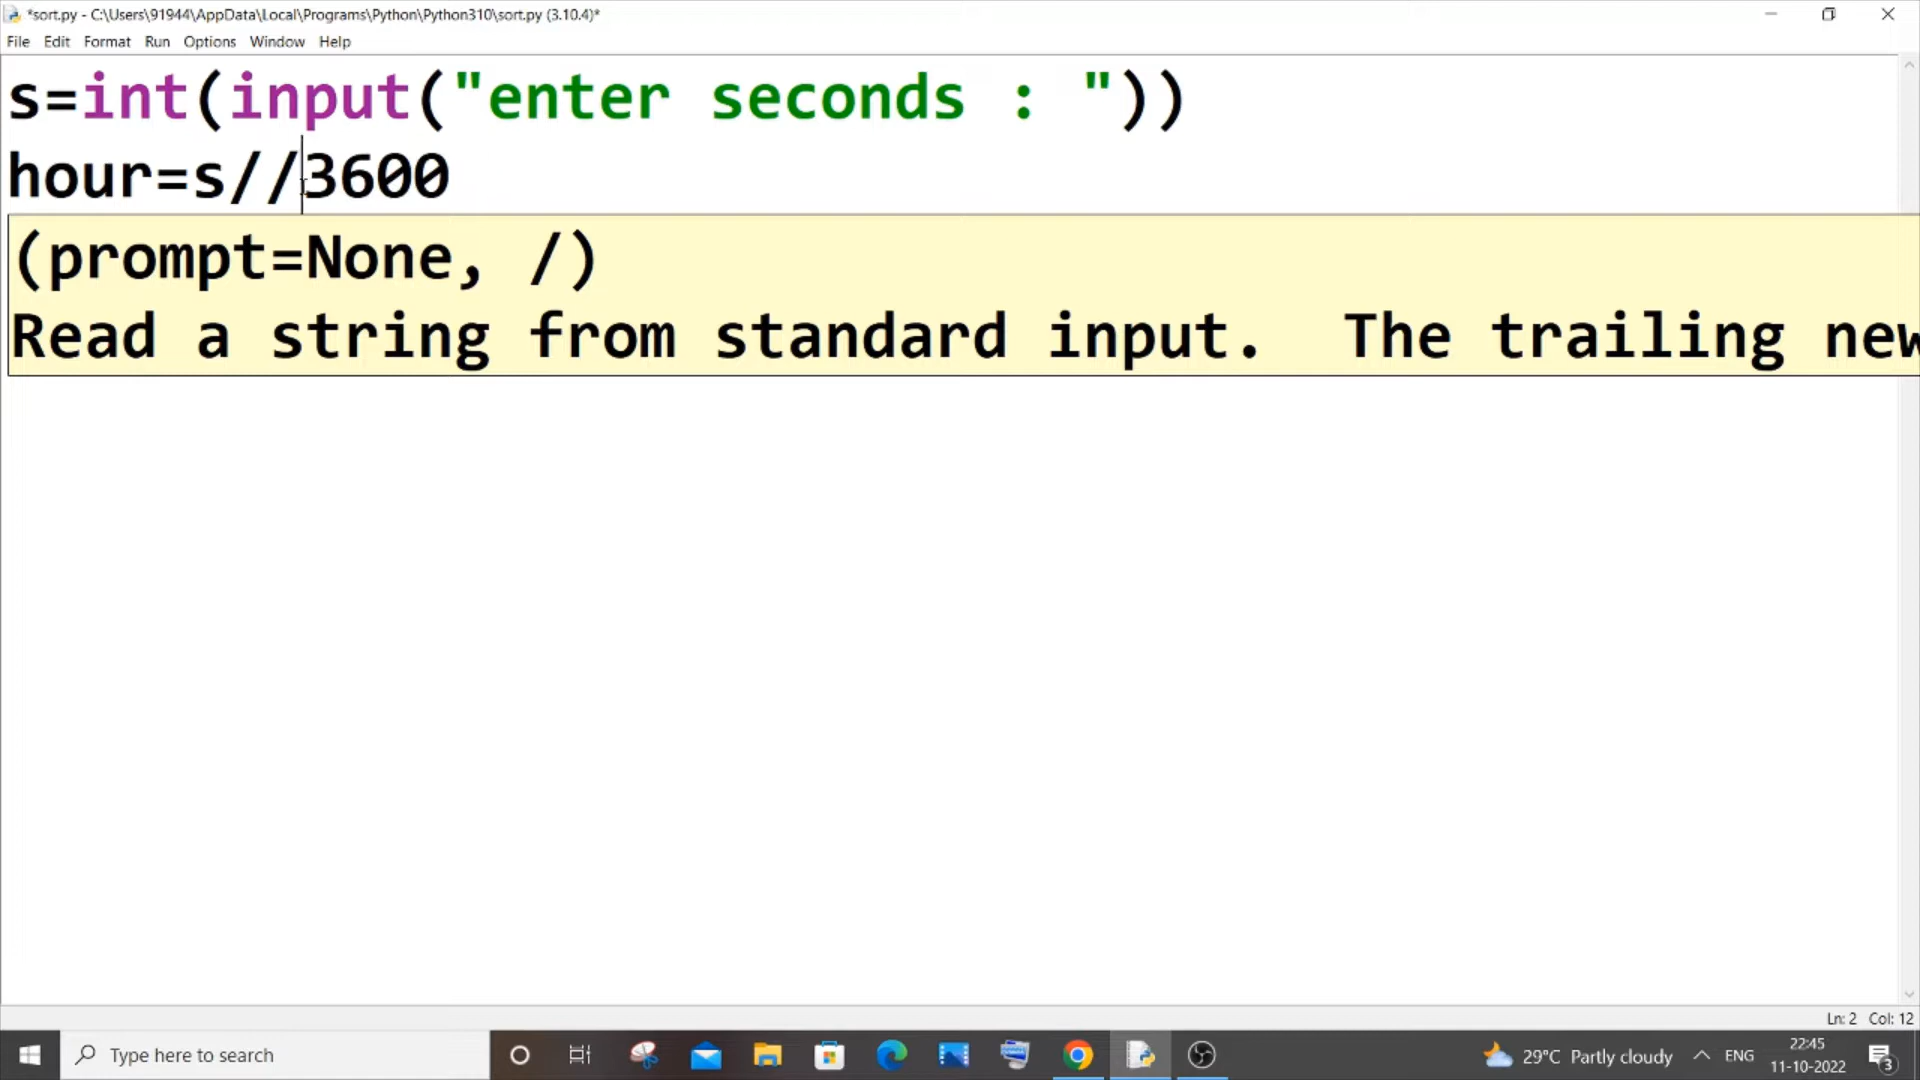 *sort.py - C:\Users\91944\AppData\Local\Programs\Python\Python310\sort.py (3.10.4)*
File Edit Format Run Options Window Help
s=int(input("enter seconds : "))
hour=s//3600
(prompt=None, /)
Read a string from standard input.  The trailing new
Ln: 2 Col: 12
Type here to search
29°C Partly cloudy
ENG
22:45
11-10-2022
3